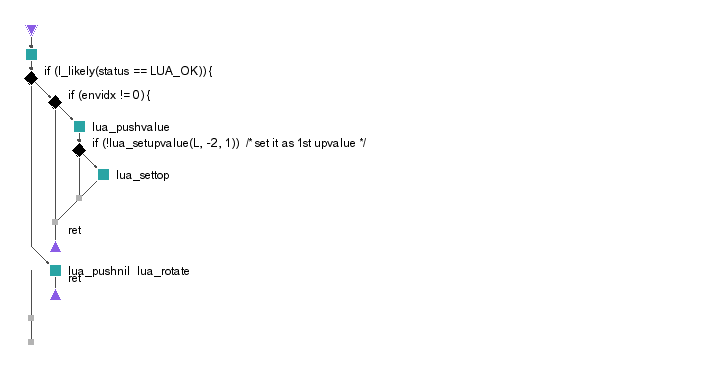 if (l_likely(status == LUA_OK)) {
if (envidx != 0) {
lua_pushvalue
if (!lua_setupvalue(L, -2, 1))  /* set it as 1st upvalue */
lua_settop
ret
lua_pushnil  lua_rotate
ret